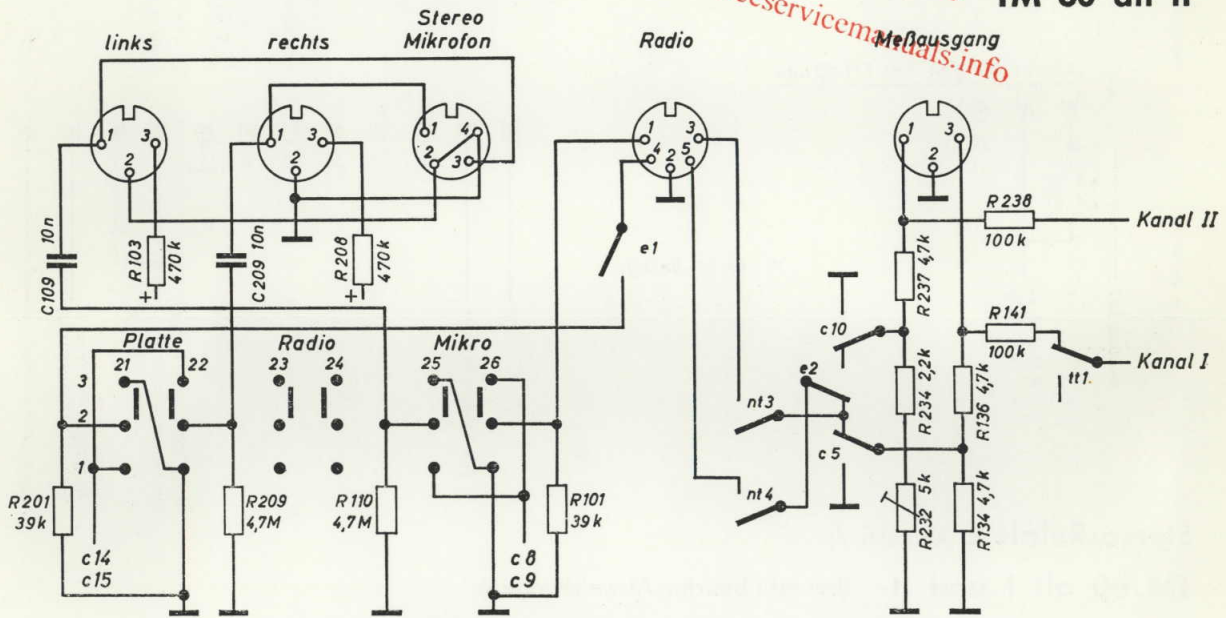 TM 60 alt II
Stereo
links rechts Mikrofon Radio Meßausgang
servicemanuals.info
1 3 2
1 3 2
1 4 2 3
1 3 4 2 5
1 3 2
10n
C109
R103
470k
+
10n
C209
R208
470k
+
e1
R238
100k
Kanal II
R237 4,7k
R141
100k
Kanal I
tt1
c10
e2
R234 2,2k
R136 4,7k
nt3
c5
nt4
R232 5k
R134 4,7k
Platte Radio Mikro
21 22 23 24 25 26
3
2
1
R201
39k
R209
4,7M
R110
4,7M
R101
39k
c14
c15
c8
c9